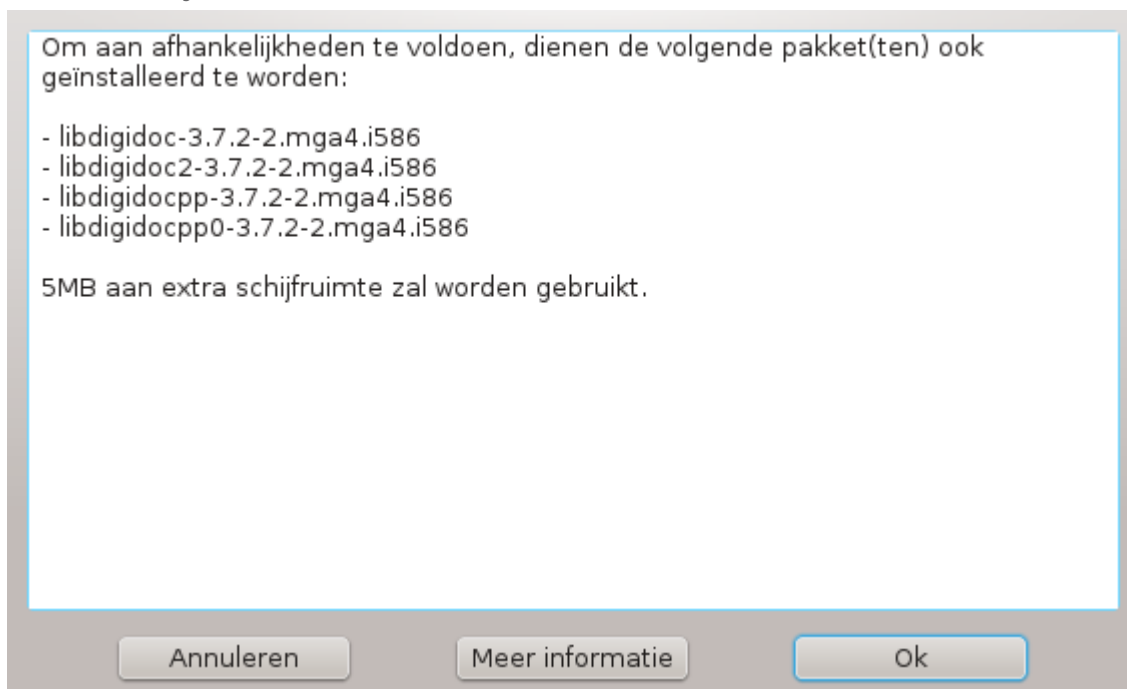 Om aan afhankelijkheden te voldoen, dienen de volgende pakket(ten) ook
geïnstalleerd te worden:
- libdigidoc-3.7.2-2.mga4.i586
- libdigidoc2-3.7.2-2.mga4.i586
- libdigidocpp-3.7.2-2.mga4.i586
- libdigidocpp0-3.7.2-2.mga4.i586
5MB aan extra schijfruimte zal worden gebruikt.
Annuleren
Meer informatie
Ok